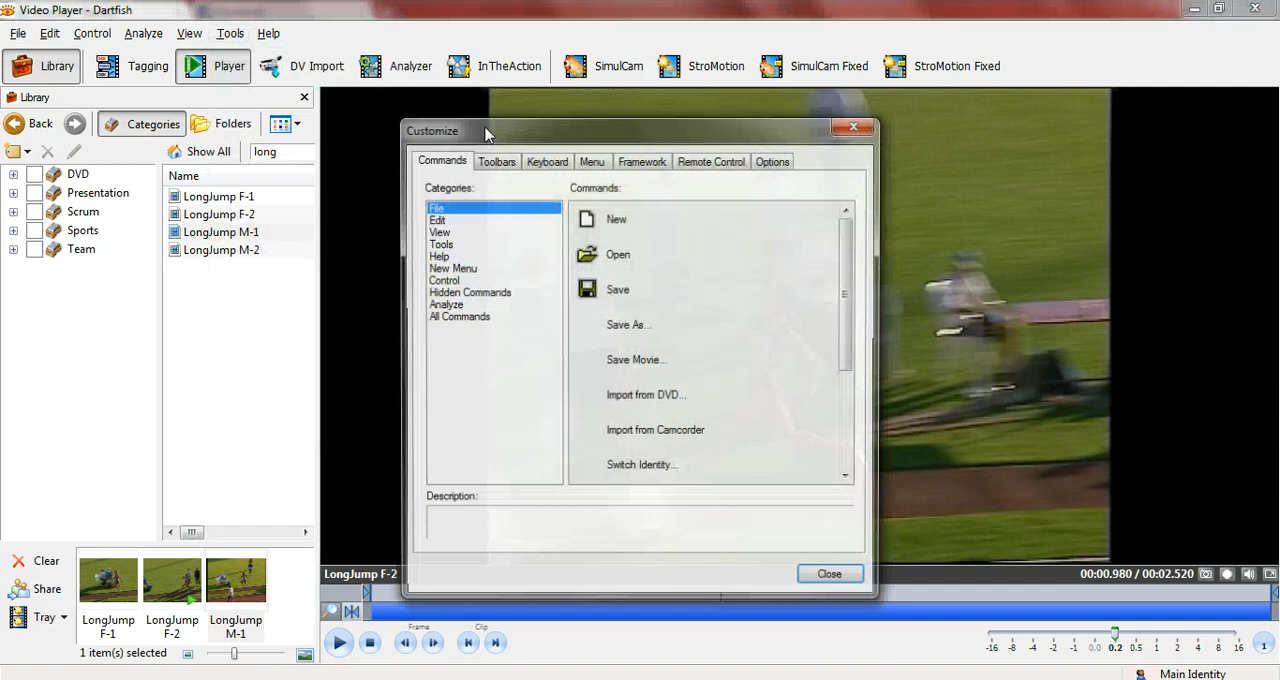 Video Player - Dartfish
File Edit Control Analyze View Tools Help
Library Tagging Player DV Import Analyzer InTheAction SimulCam StroMotion SimulCam Fixed StroMotion Fixed
Library
Back Categories Folders
Show All long
DVD
Presentation
Scrum
Sports
Team
Name
LongJump F-1
LongJump F-2
LongJump M-1
LongJump M-2
Customize
Commands Toolbars Keyboard Menu Framework Remote Control Options
Categories:
File
Edit
View
Tools
Help
New Menu
Control
Hidden Commands
Analyze
All Commands
Commands:
New
Open
Save
Save As...
Save Movie...
Import from DVD...
Import from Camcorder
Switch Identity...
Description:
Close
Clear
Share
Tray
LongJump F-1
LongJump F-2
LongJump M-1
1 item(s) selected
LongJump F-2
00:00.980 / 00:02.520
Frame Clip
-16 -8 -4 -2 -1 0.0 0.2 0.5 1 2 4 8 16
1
Main Identity